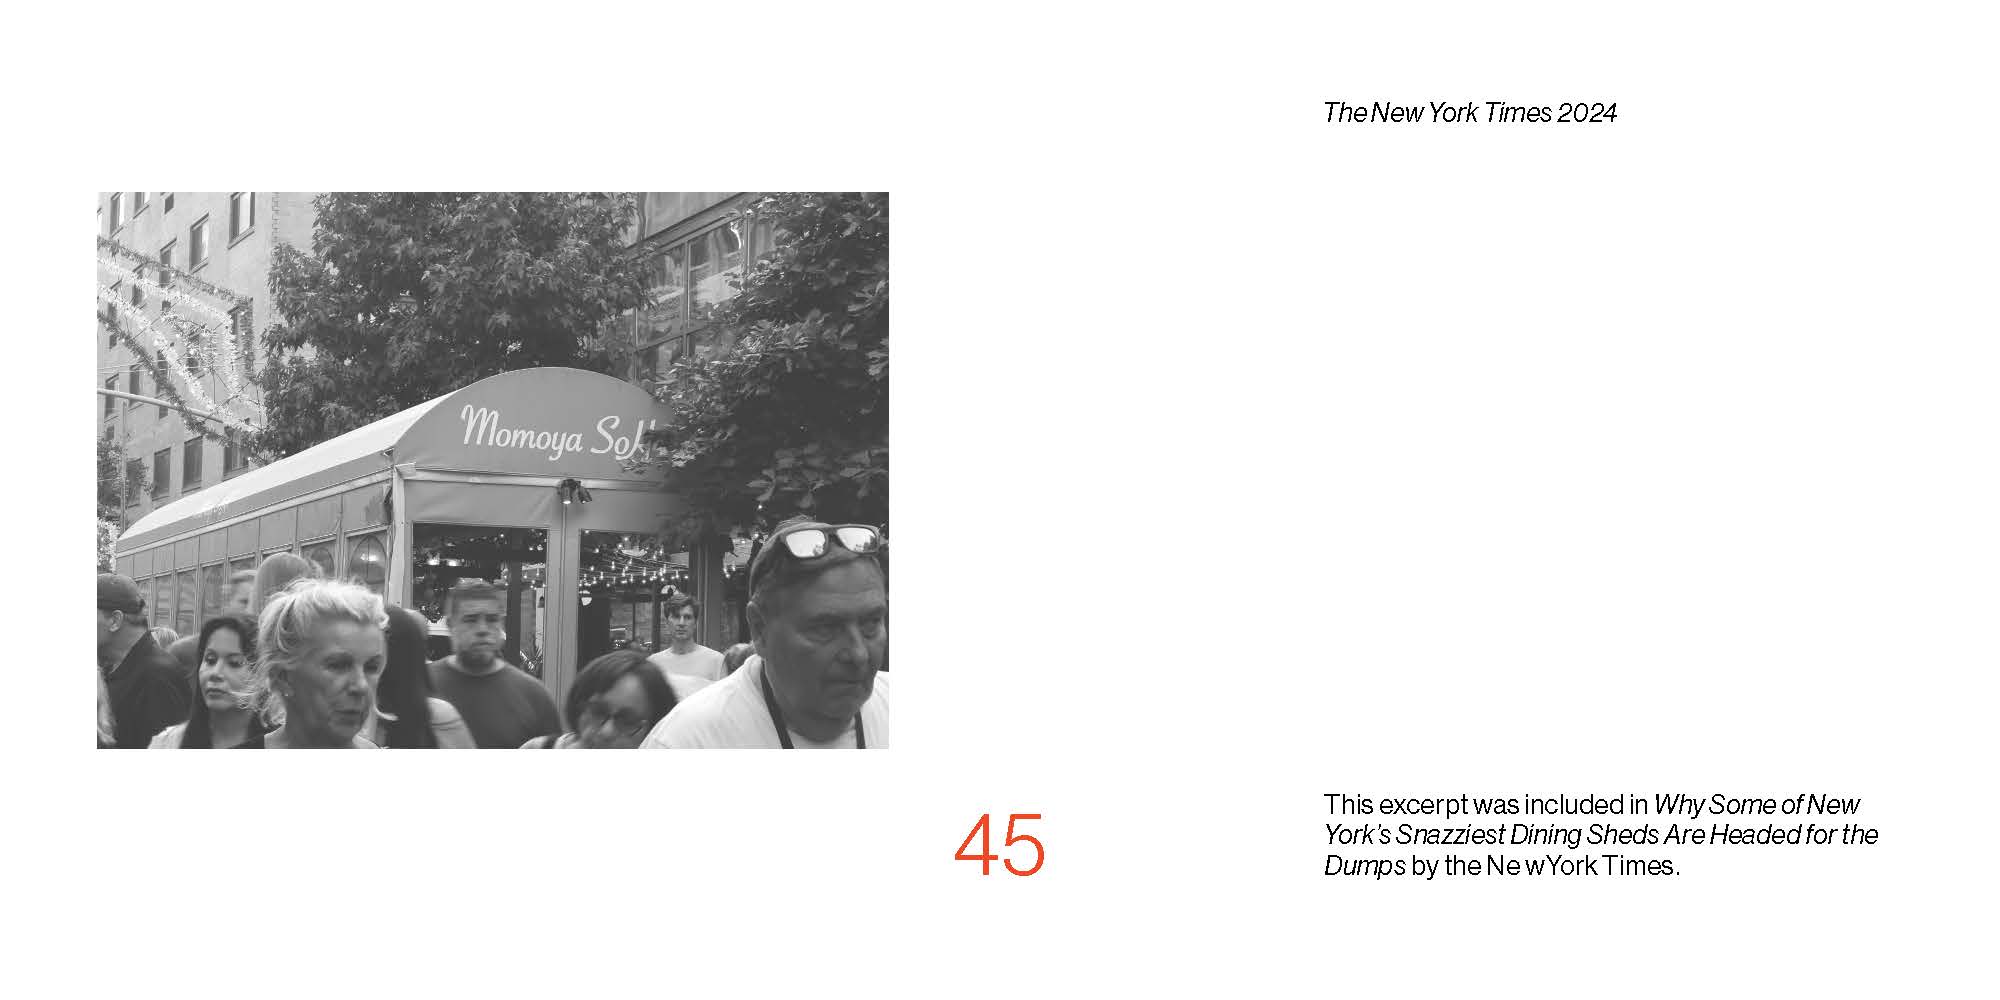 The New York Times 2024
Momoya SoH
45
This excerpt was included in Why Some of New
York's Snazziest Dining Sheds Are Headed for the
Dumps by the Ne wYork Times.